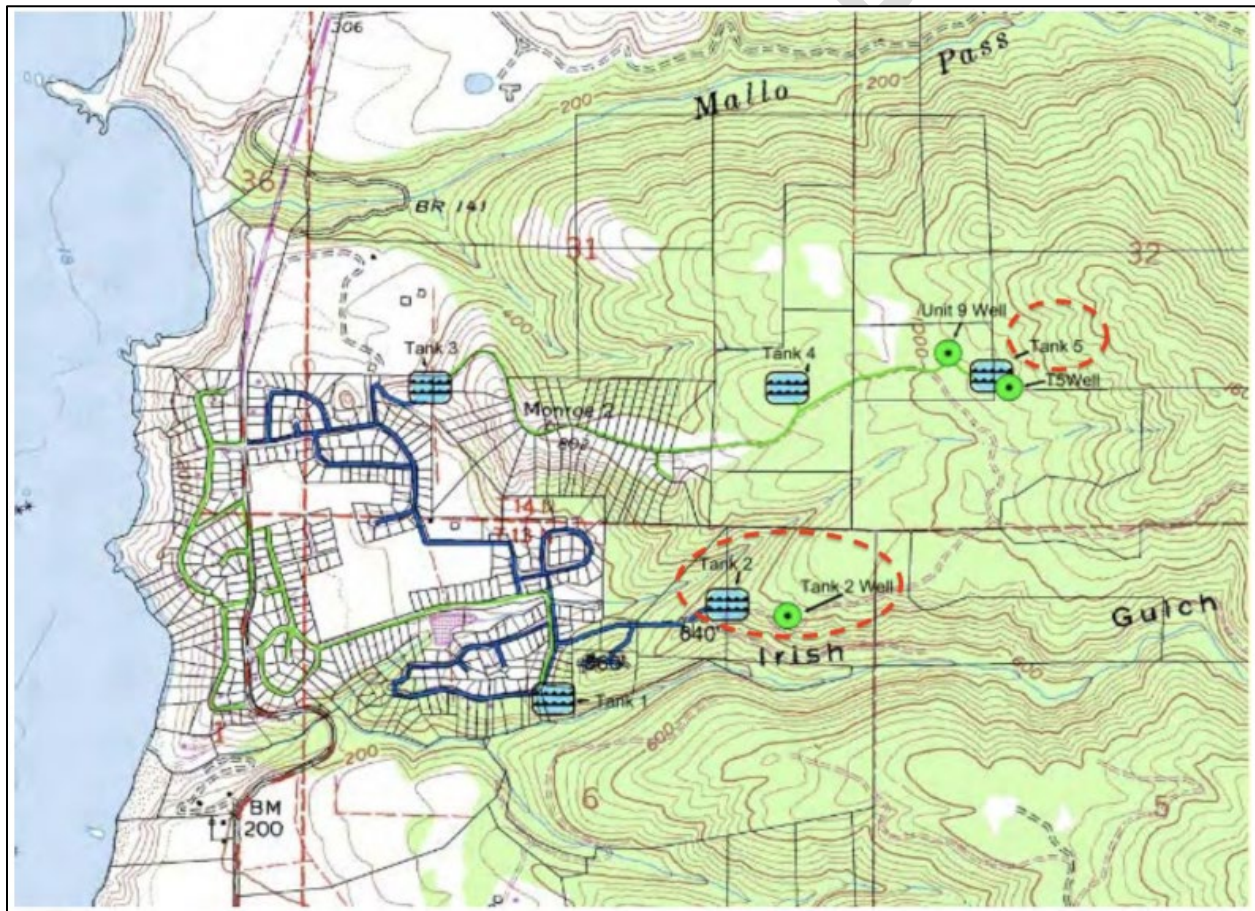 306
Pass
Mallo
200
200
36
BR 141
31
32
400
Unit 9 Well
Tank 3
Tank 4
Tank 5
T5Well
Monroe 2
14
13
Tank 2
Tank 2 Well
640'
Gulch
Irish
Tank 1
600
200
BM
200
6
5